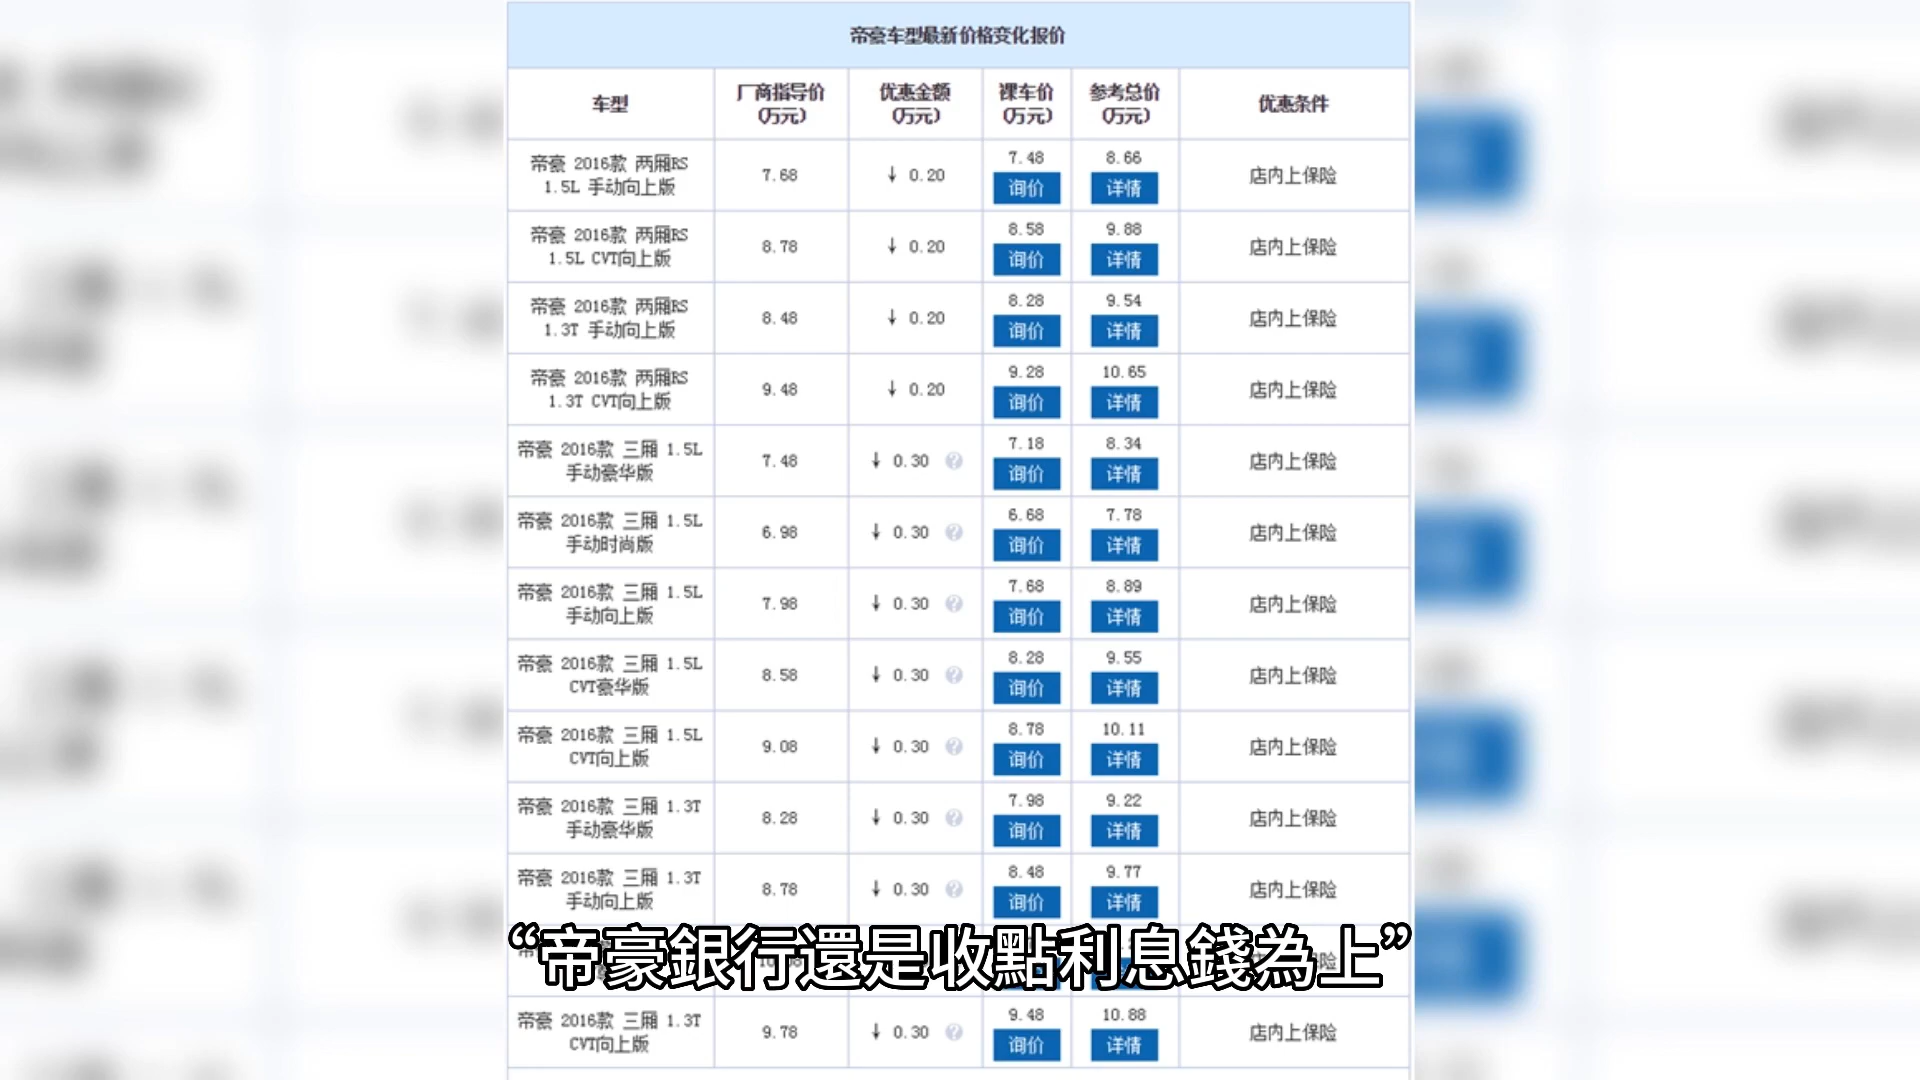 帝豪车型最新价格变化报价
车型
厂商指导价
(万元)
优惠金额
(万元)
裸车价
(万元)
参考总价
(万元)
优惠条件
帝豪 2016款 两厢RS
1.5L 手动向上版
7.68
↓ 0.20
7.48
询价
8.66
详情
店内上保险
帝豪 2016款 两厢RS
1.5L CVT向上版
8.78
↓ 0.20
8.58
询价
9.88
详情
店内上保险
帝豪 2016款 两厢RS
1.3T 手动向上版
8.48
↓ 0.20
8.28
询价
9.54
详情
店内上保险
帝豪 2016款 两厢RS
1.3T CVT向上版
9.48
↓ 0.20
9.28
询价
10.65
详情
店内上保险
帝豪 2016款 三厢 1.5L
手动豪华版
7.48
↓ 0.30 ?
7.18
询价
8.34
详情
店内上保险
帝豪 2016款 三厢 1.5L
手动时尚版
6.98
↓ 0.30 ?
6.68
询价
7.78
详情
店内上保险
帝豪 2016款 三厢 1.5L
手动向上版
7.98
↓ 0.30 ?
7.68
询价
8.89
详情
店内上保险
帝豪 2016款 三厢 1.5L
CVT豪华版
8.58
↓ 0.30 ?
8.28
询价
9.55
详情
店内上保险
帝豪 2016款 三厢 1.5L
CVT向上版
9.08
↓ 0.30 ?
8.78
询价
10.11
详情
店内上保险
帝豪 2016款 三厢 1.3T
手动豪华版
8.28
↓ 0.30 ?
7.98
询价
9.22
详情
店内上保险
帝豪 2016款 三厢 1.3T
手动向上版
8.78
↓ 0.30 ?
8.48
询价
9.77
详情
店内上保险
“帝豪銀行還是收點利息錢為上”
帝豪 2016款 三厢 1.3T
CVT向上版
9.78
↓ 0.30 ?
9.48
询价
10.88
详情
店内上保险